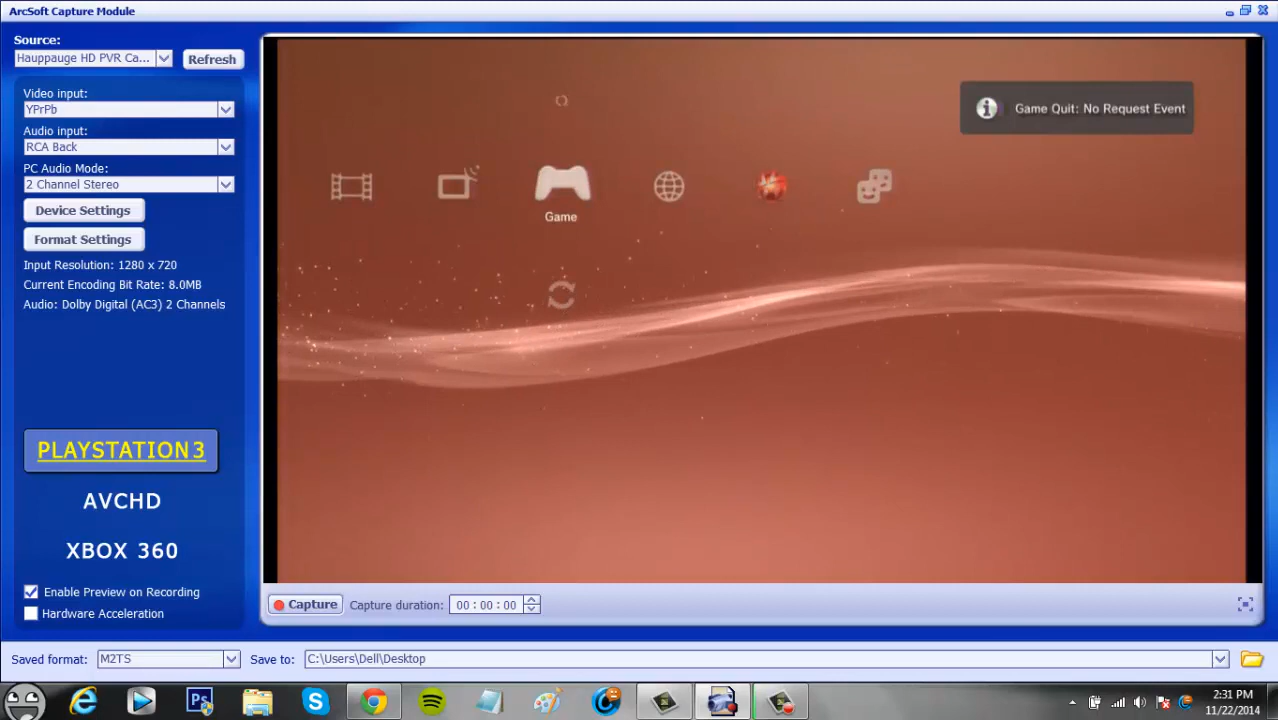 ArcSoft Capture Module
Source:
Hauppauge HD PVR Ca...
Refresh
Video input:
YPrPb
Audio input:
RCA Back
PC Audio Mode:
2 Channel Stereo
Device Settings
Format Settings
Input Resolution: 1280 x 720
Current Encoding Bit Rate: 8.0MB
Audio: Dolby Digital (AC3) 2 Channels
PLAYSTATION3
AVCHD
XBOX 360
Enable Preview on Recording
Hardware Acceleration
Game Quit: No Request Event
Game
Capture
Capture duration:
00 : 00 : 00
Saved format:
M2TS
Save to:
C:\Users\Dell\Desktop
2:31 PM
11/22/2014